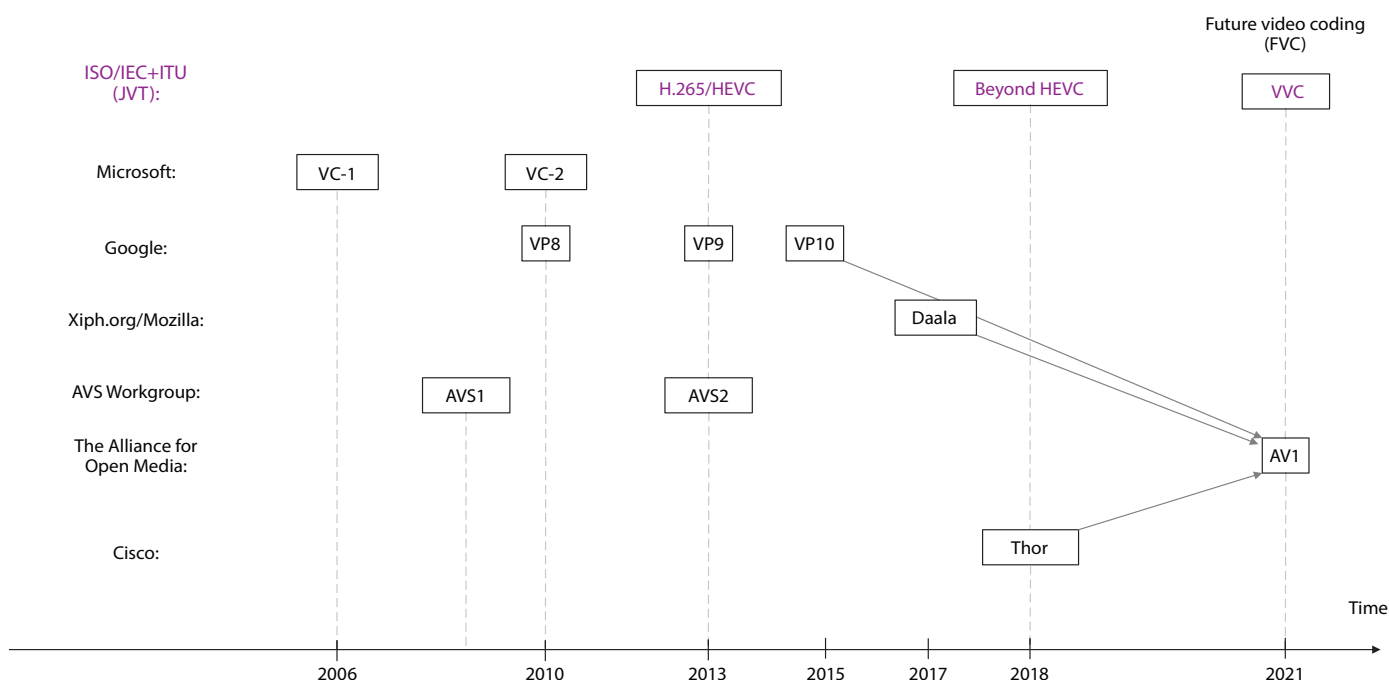 Future video coding
(FVC)
ISO/IEC+ITU
(JVT):
H.265/HEVC
Beyond HEVC
VVC
Microsoft:
VC-1
VC-2
Google:
VP8
VP9
VP10
Xiph.org/Mozilla:
Daala
AVS Workgroup:
AVS1
AVS2
The Alliance for
Open Media:
AV1
Cisco:
Thor
Time
2006
2010
2013
2015
2017
2018
2021